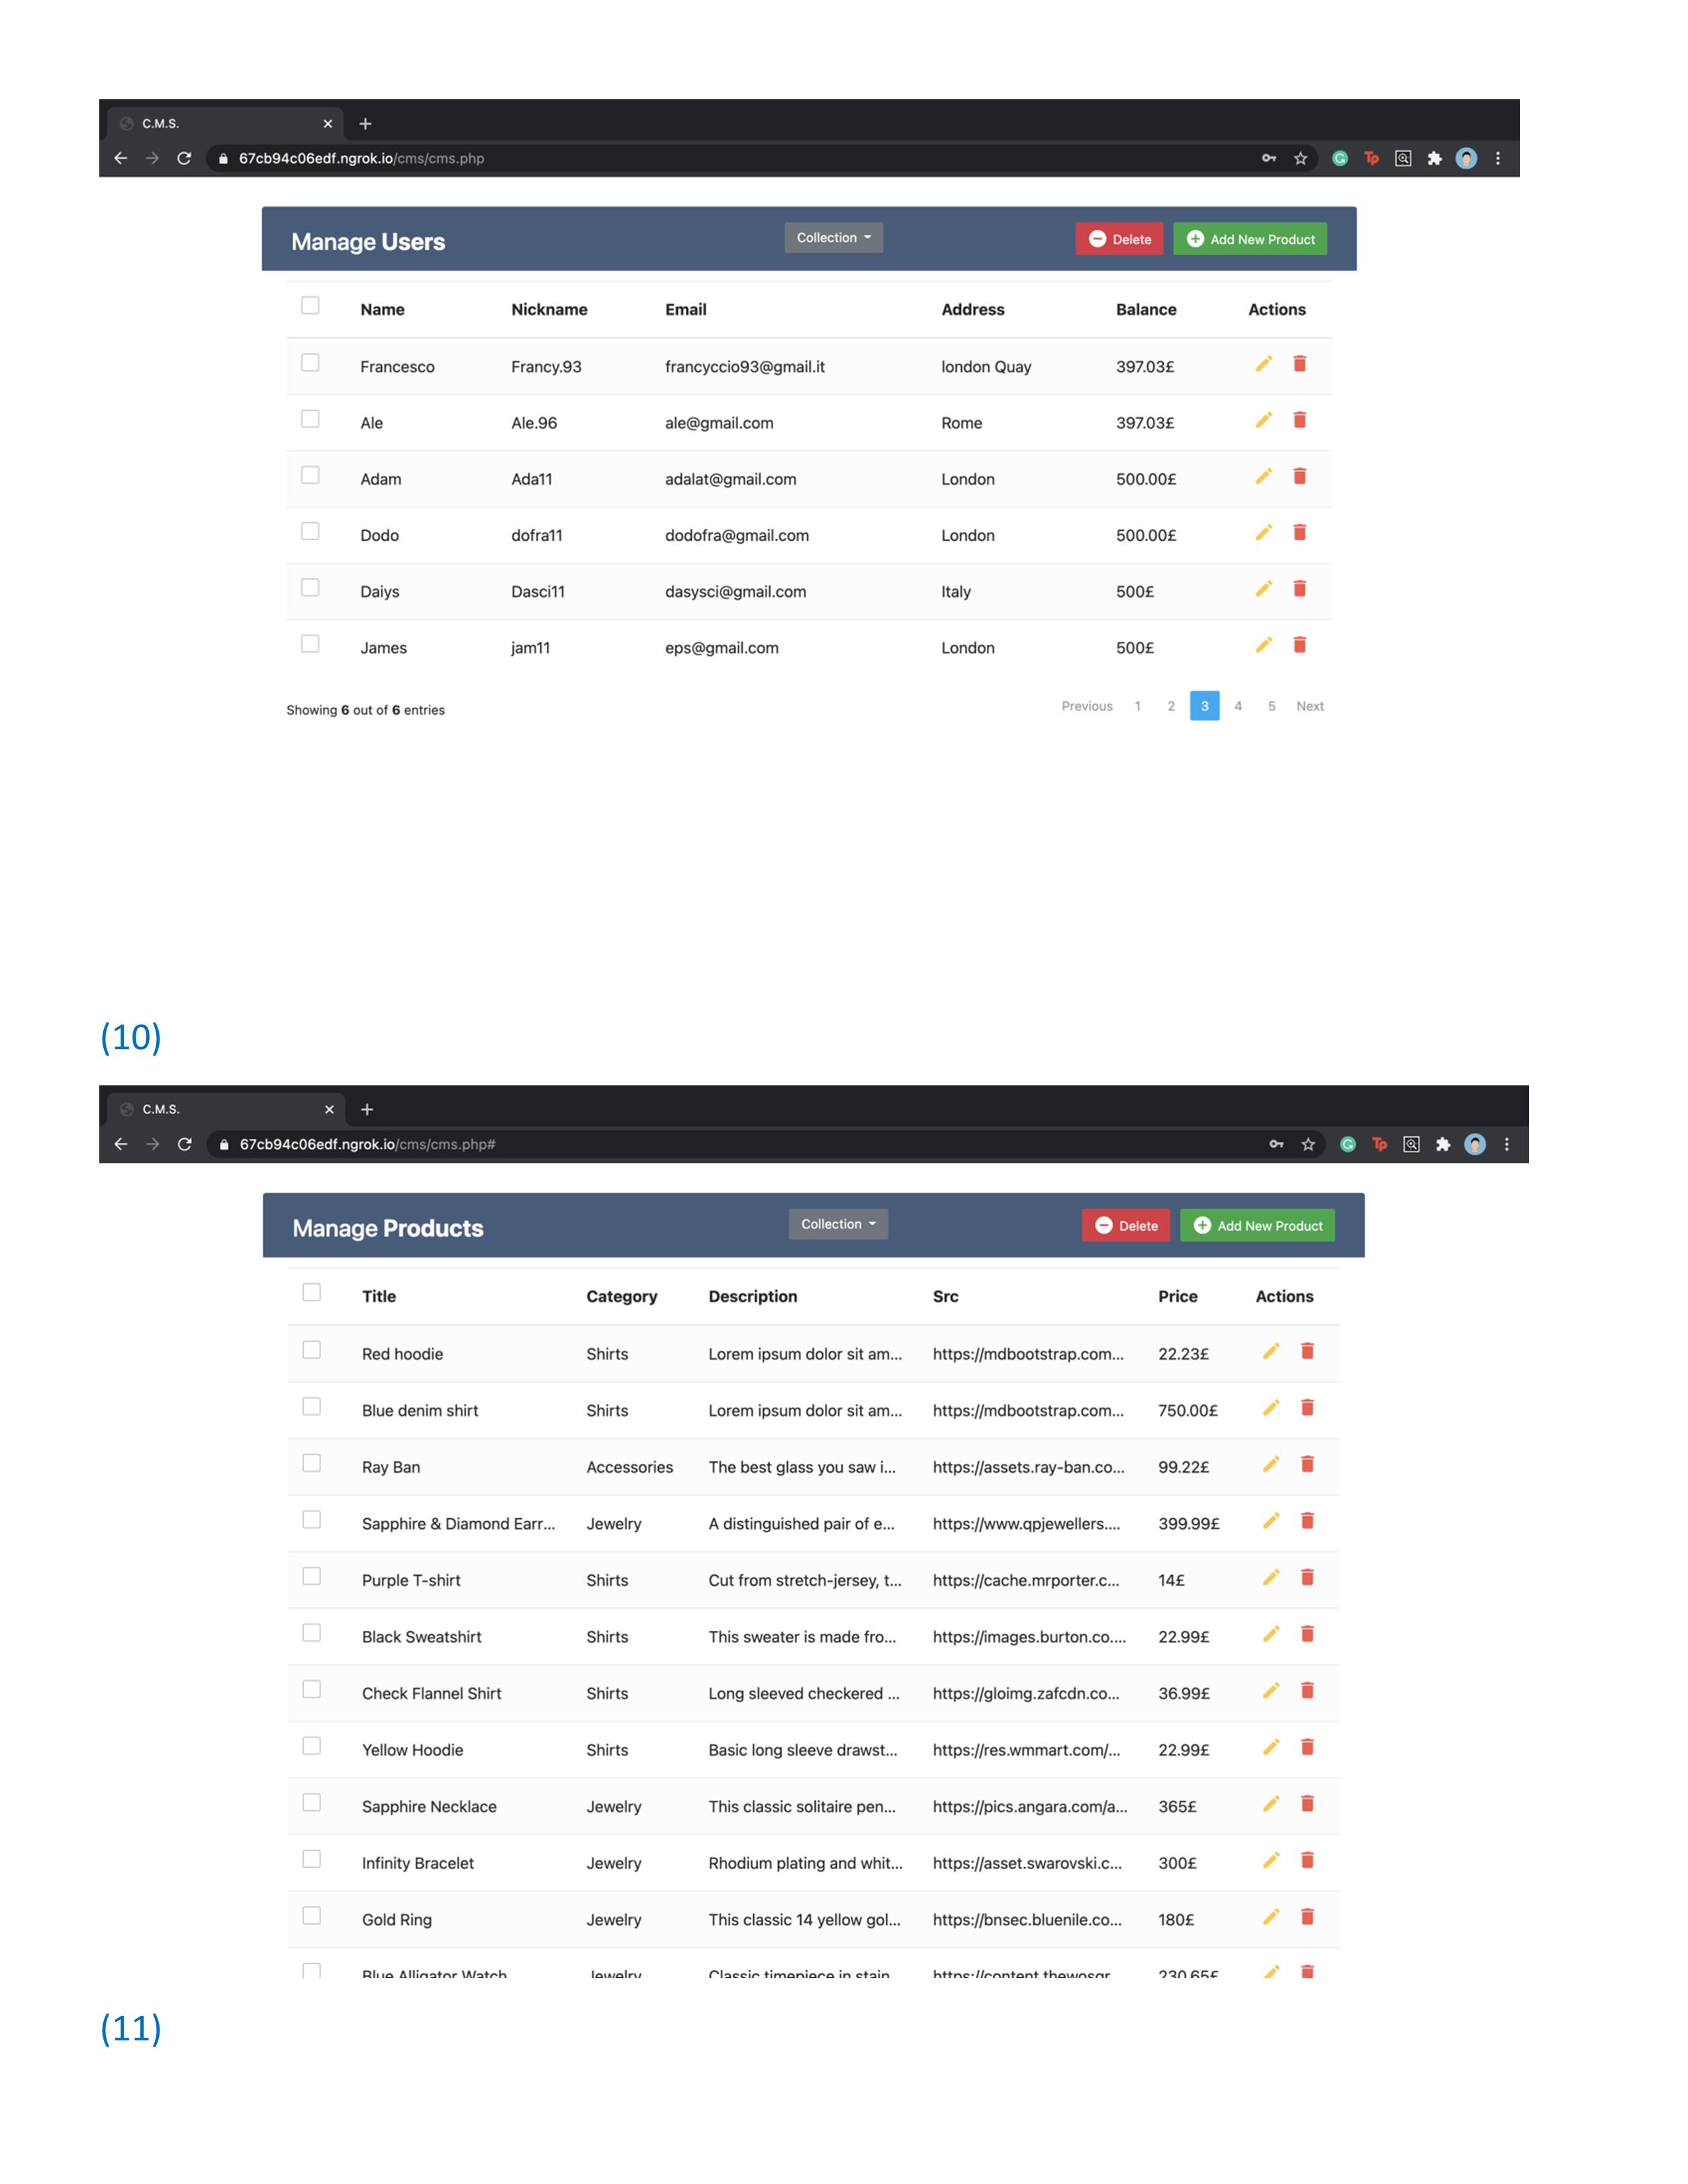 C.M.S.
67cb94c06edf.ngrok.io/cms/cms.php
Manage Users Collection Delete Add New Product
Name Nickname Email Address Balance Actions
Francesco Francy.93 francyccio93@gmail.it london Quay 397.03£
Ale Ale.96 ale@gmail.com Rome 397.03£
Adam Ada11 adalat@gmail.com London 500.00£
Dodo dofra11 dodofra@gmail.com London 500.00£
Daiys Dasci11 dasysci@gmail.com Italy 500£
James jam11 eps@gmail.com London 500£
Showing 6 out of 6 entries Previous 1 2 3 4 5 Next
(10)
C.M.S.
67cb94c06edf.ngrok.io/cms/cms.php#
Manage Products Collection Delete Add New Product
Title Category Description Src Price Actions
Red hoodie Shirts Lorem ipsum dolor sit am... https://mdbootstrap.com... 22.23£
Blue denim shirt Shirts Lorem ipsum dolor sit am... https://mdbootstrap.com... 750.00£
Ray Ban Accessories The best glass you saw i... https://assets.ray-ban.co... 99.22£
Sapphire & Diamond Earr... Jewelry A distinguished pair of e... https://www.qpjewellers.... 399.99£
Purple T-shirt Shirts Cut from stretch-jersey, t... https://cache.mrporter.c... 14£
Black Sweatshirt Shirts This sweater is made fro... https://images.burton.co.... 22.99£
Check Flannel Shirt Shirts Long sleeved checkered ... https://gloimg.zafcdn.co... 36.99£
Yellow Hoodie Shirts Basic long sleeve drawst... https://res.wmmart.com/... 22.99£
Sapphire Necklace Jewelry This classic solitaire pen... https://pics.angara.com/a... 365£
Infinity Bracelet Jewelry Rhodium plating and whit... https://asset.swarovski.c... 300£
Gold Ring Jewelry This classic 14 yellow gol... https://bnsec.bluenile.co... 180£
Blue Alligator Watch Jewelry Classic timepiece in stain https://content.thewosgr 230.65£
(11)